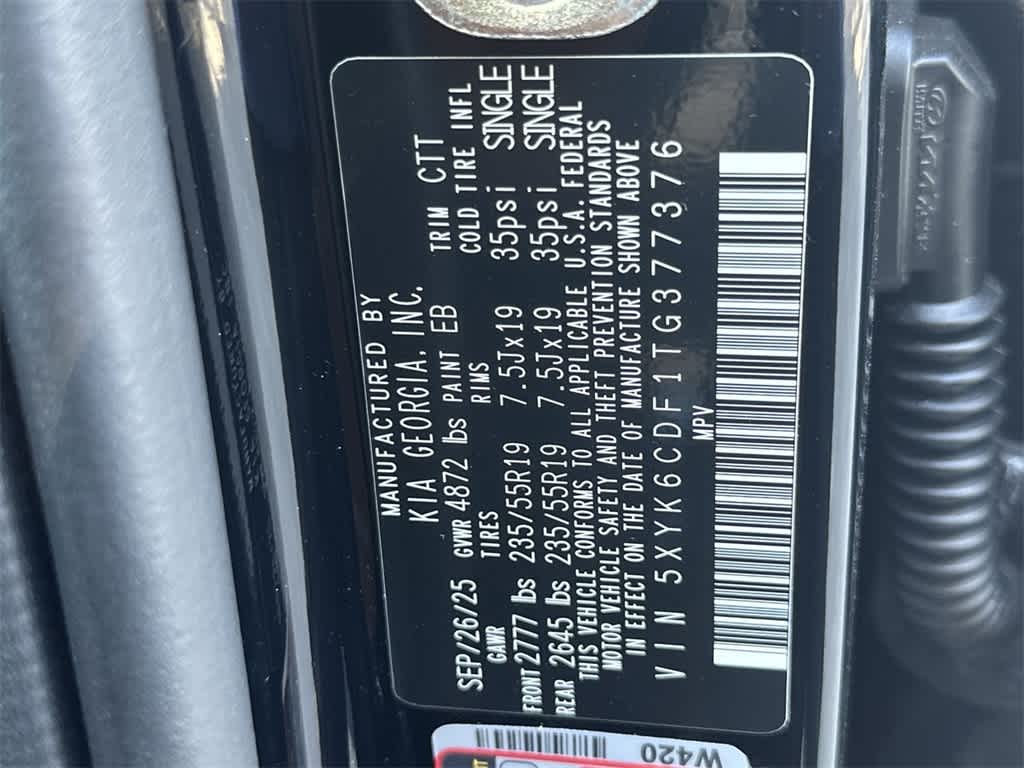 MANUFACTURED BY
KIA GEORGIA, INC.
SEP/26/25 GVWR 4872 lbs PAINT EB TRIM CTT
GAWR TIRES RIMS COLD TIRE INFL
FRONT 2777 lbs 235/55R19 7.5Jx19 35psi SINGLE
REAR 2645 lbs 235/55R19 7.5Jx19 35psi SINGLE
THIS VEHICLE CONFORMS TO ALL APPLICABLE U.S.A. FEDERAL
MOTOR VEHICLE SAFETY AND THEFT PREVENTION STANDARDS
IN EFFECT ON THE DATE OF MANUFACTURE SHOWN ABOVE
VIN 5XYK6CDF1TG377376
MPV
W420